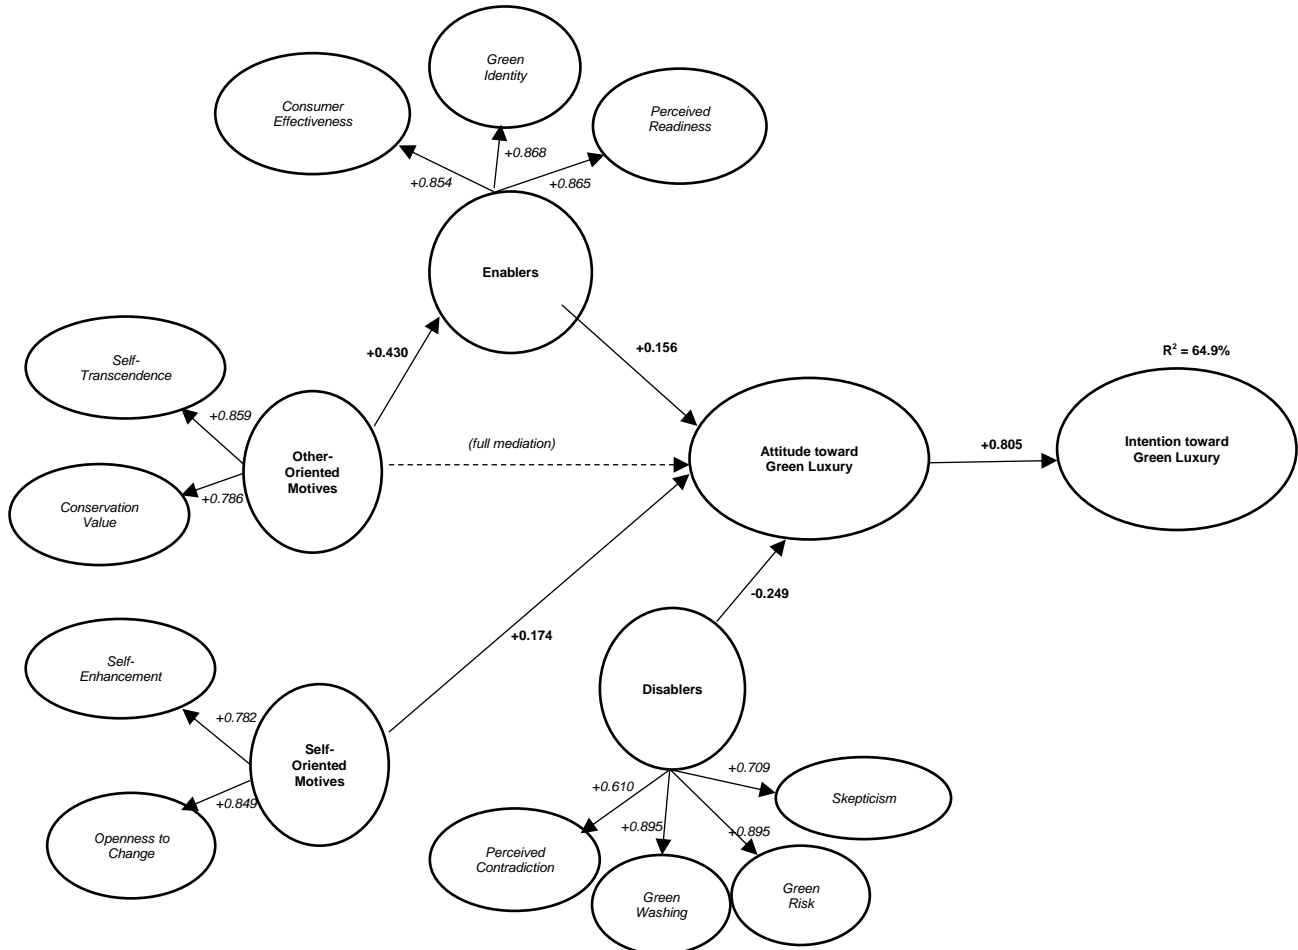 Green
Identity
Consumer
Effectiveness
Perceived
Readiness
+0.868
+0.854
+0.865
Enablers
+0.430
+0.156
R² = 64.9%
Self-
Transcendence
+0.859
(full mediation)
Other-
Oriented
Motives
Attitude toward
Green Luxury
+0.805
Intention toward
Green Luxury
+0.786
Conservation
Value
-0.249
+0.174
Self-
Enhancement
+0.782
Disablers
Self-
Oriented
Motives
+0.849
Openness to
Change
+0.709
+0.610
Skepticism
+0.895
+0.895
Perceived
Contradiction
Green
Washing
Green
Risk